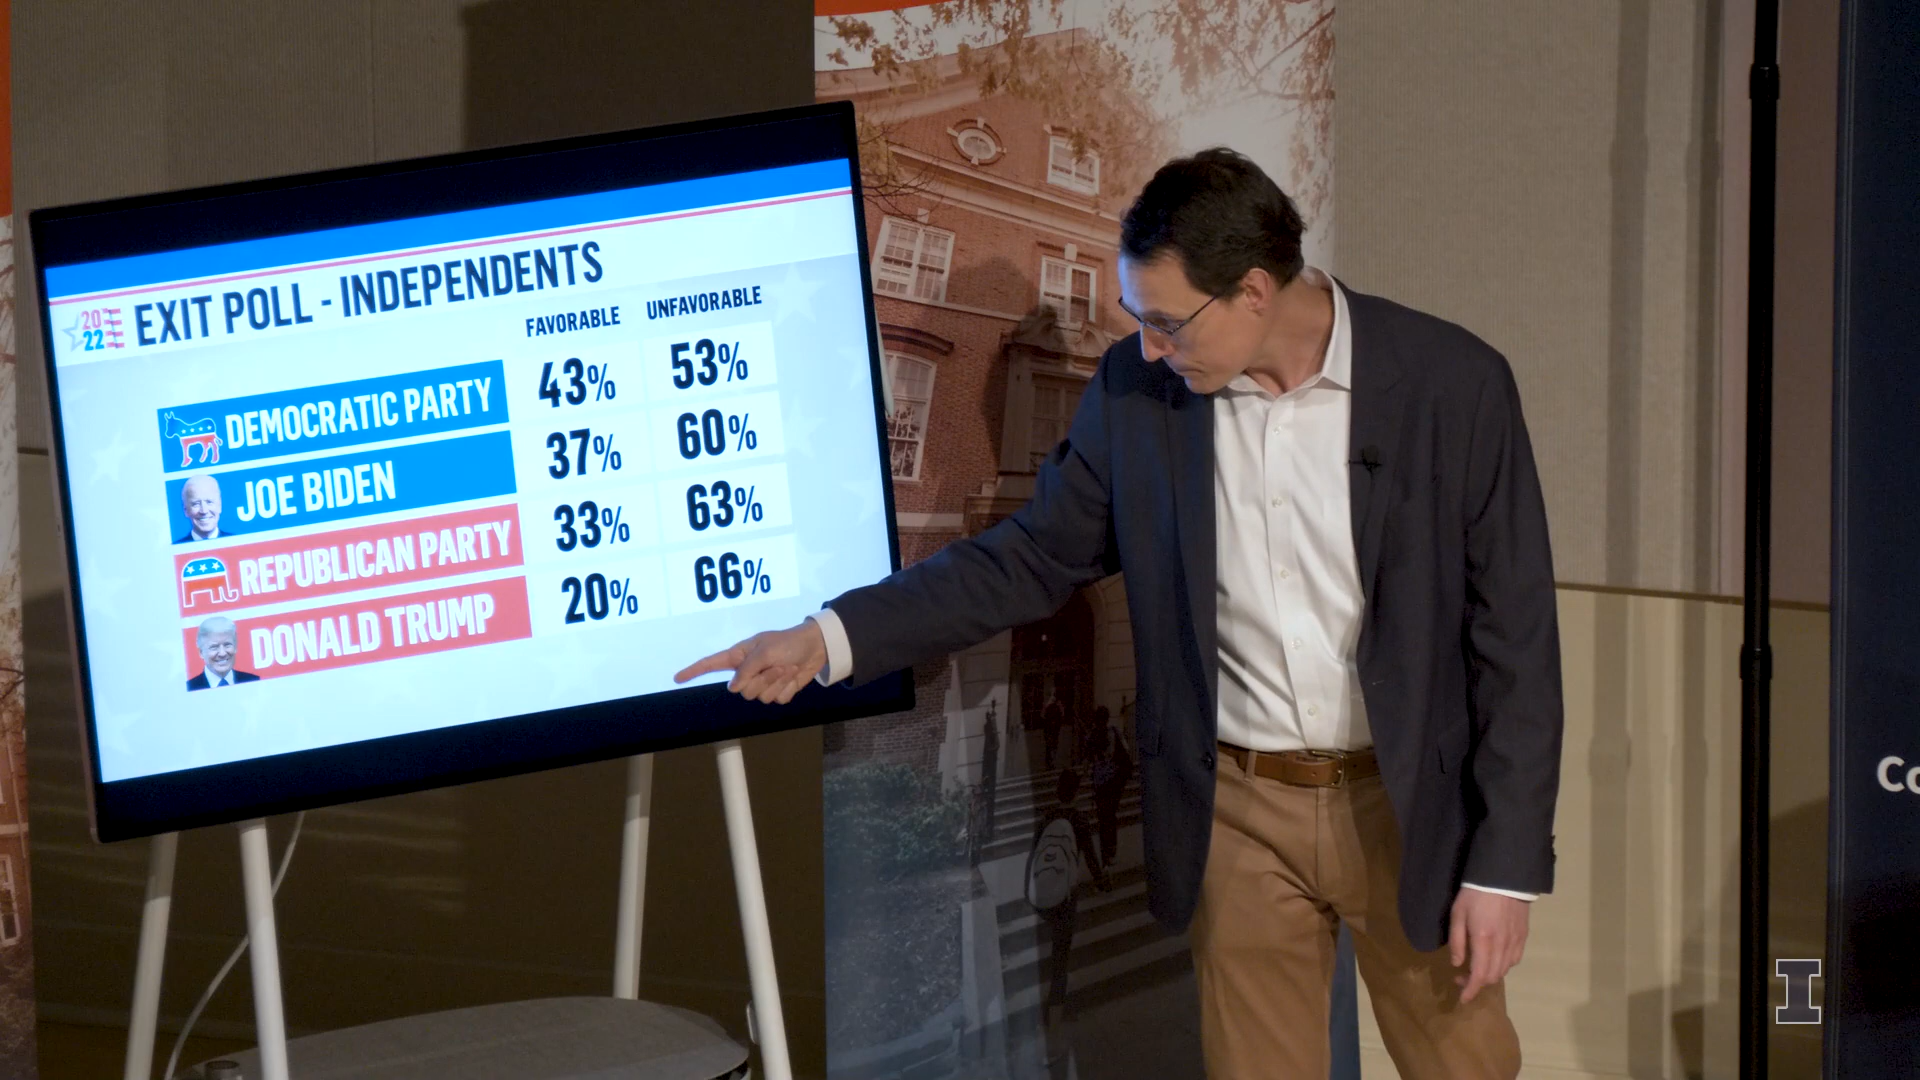 2022 EXIT POLL - INDEPENDENTS
FAVORABLE UNFAVORABLE
DEMOCRATIC PARTY 43% 53%
JOE BIDEN 37% 60%
REPUBLICAN PARTY 33% 63%
DONALD TRUMP 20% 66%
Co
I